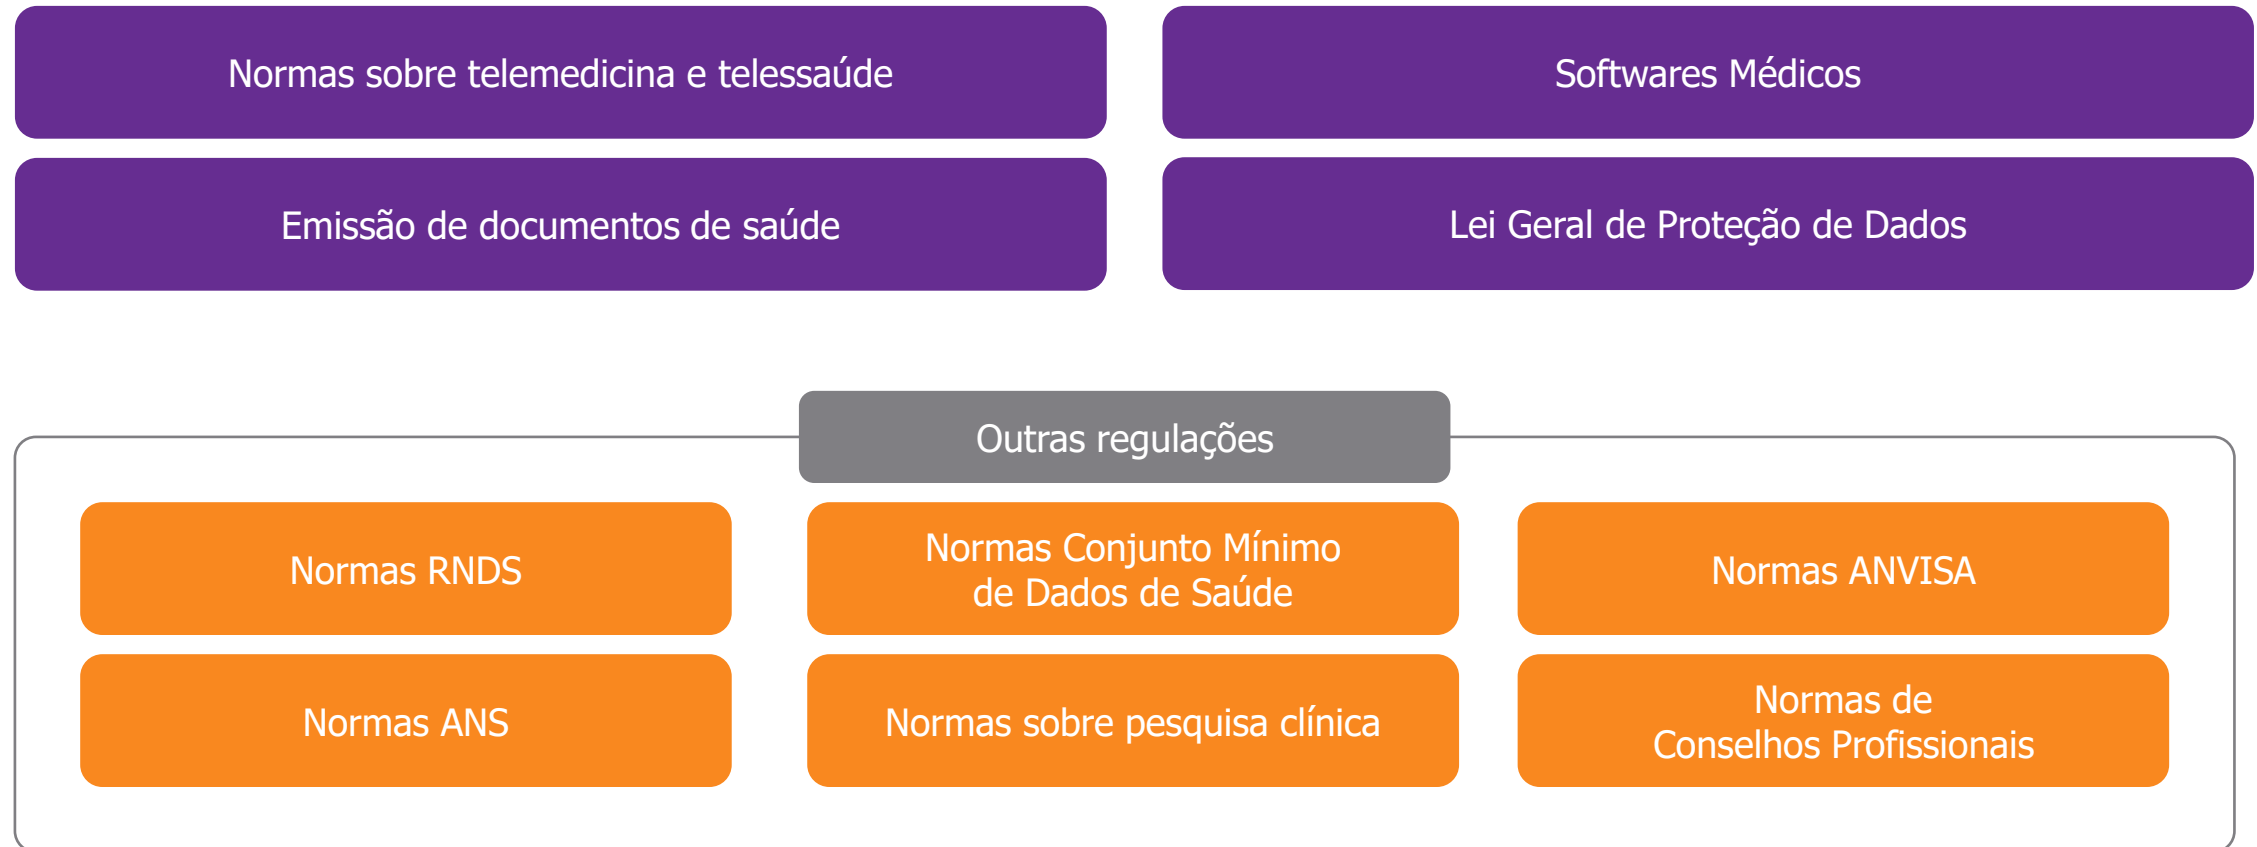 Normas sobre telemedicina e telessaúde
Softwares Médicos
Emissão de documentos de saúde
Lei Geral de Proteção de Dados
Outras regulações
Normas RNDS
Normas Conjunto Mínimo
de Dados de Saúde
Normas ANVISA
Normas ANS
Normas sobre pesquisa clínica
Normas de
Conselhos Profissionais